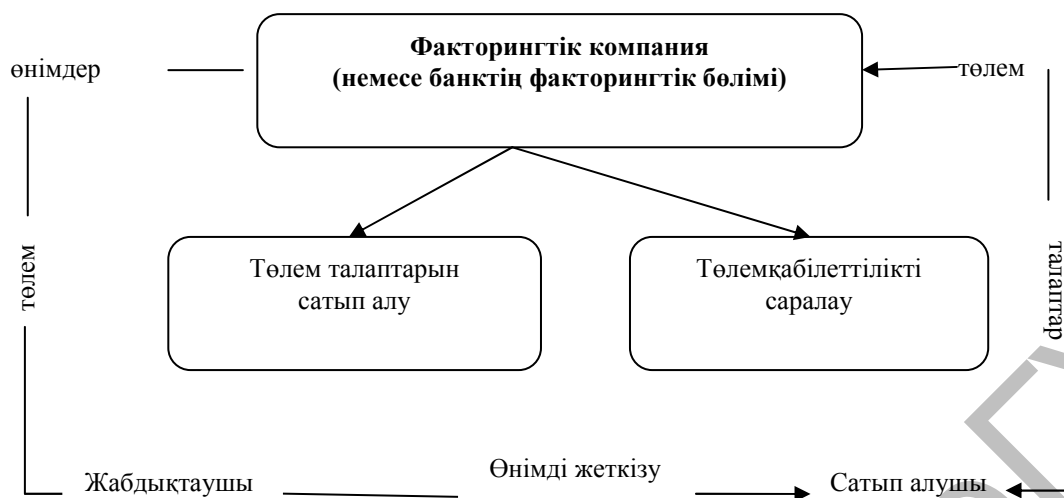 Факторингтік компания
(немесе банктің факторингтік бөлімі)
өнімдер
төлем
төлем
талаптар
Төлем талаптарын
сатып алу
Төлемқабілеттілікті
саралау
Жабдықтаушы
Өнімді жеткізу
Сатып алушы